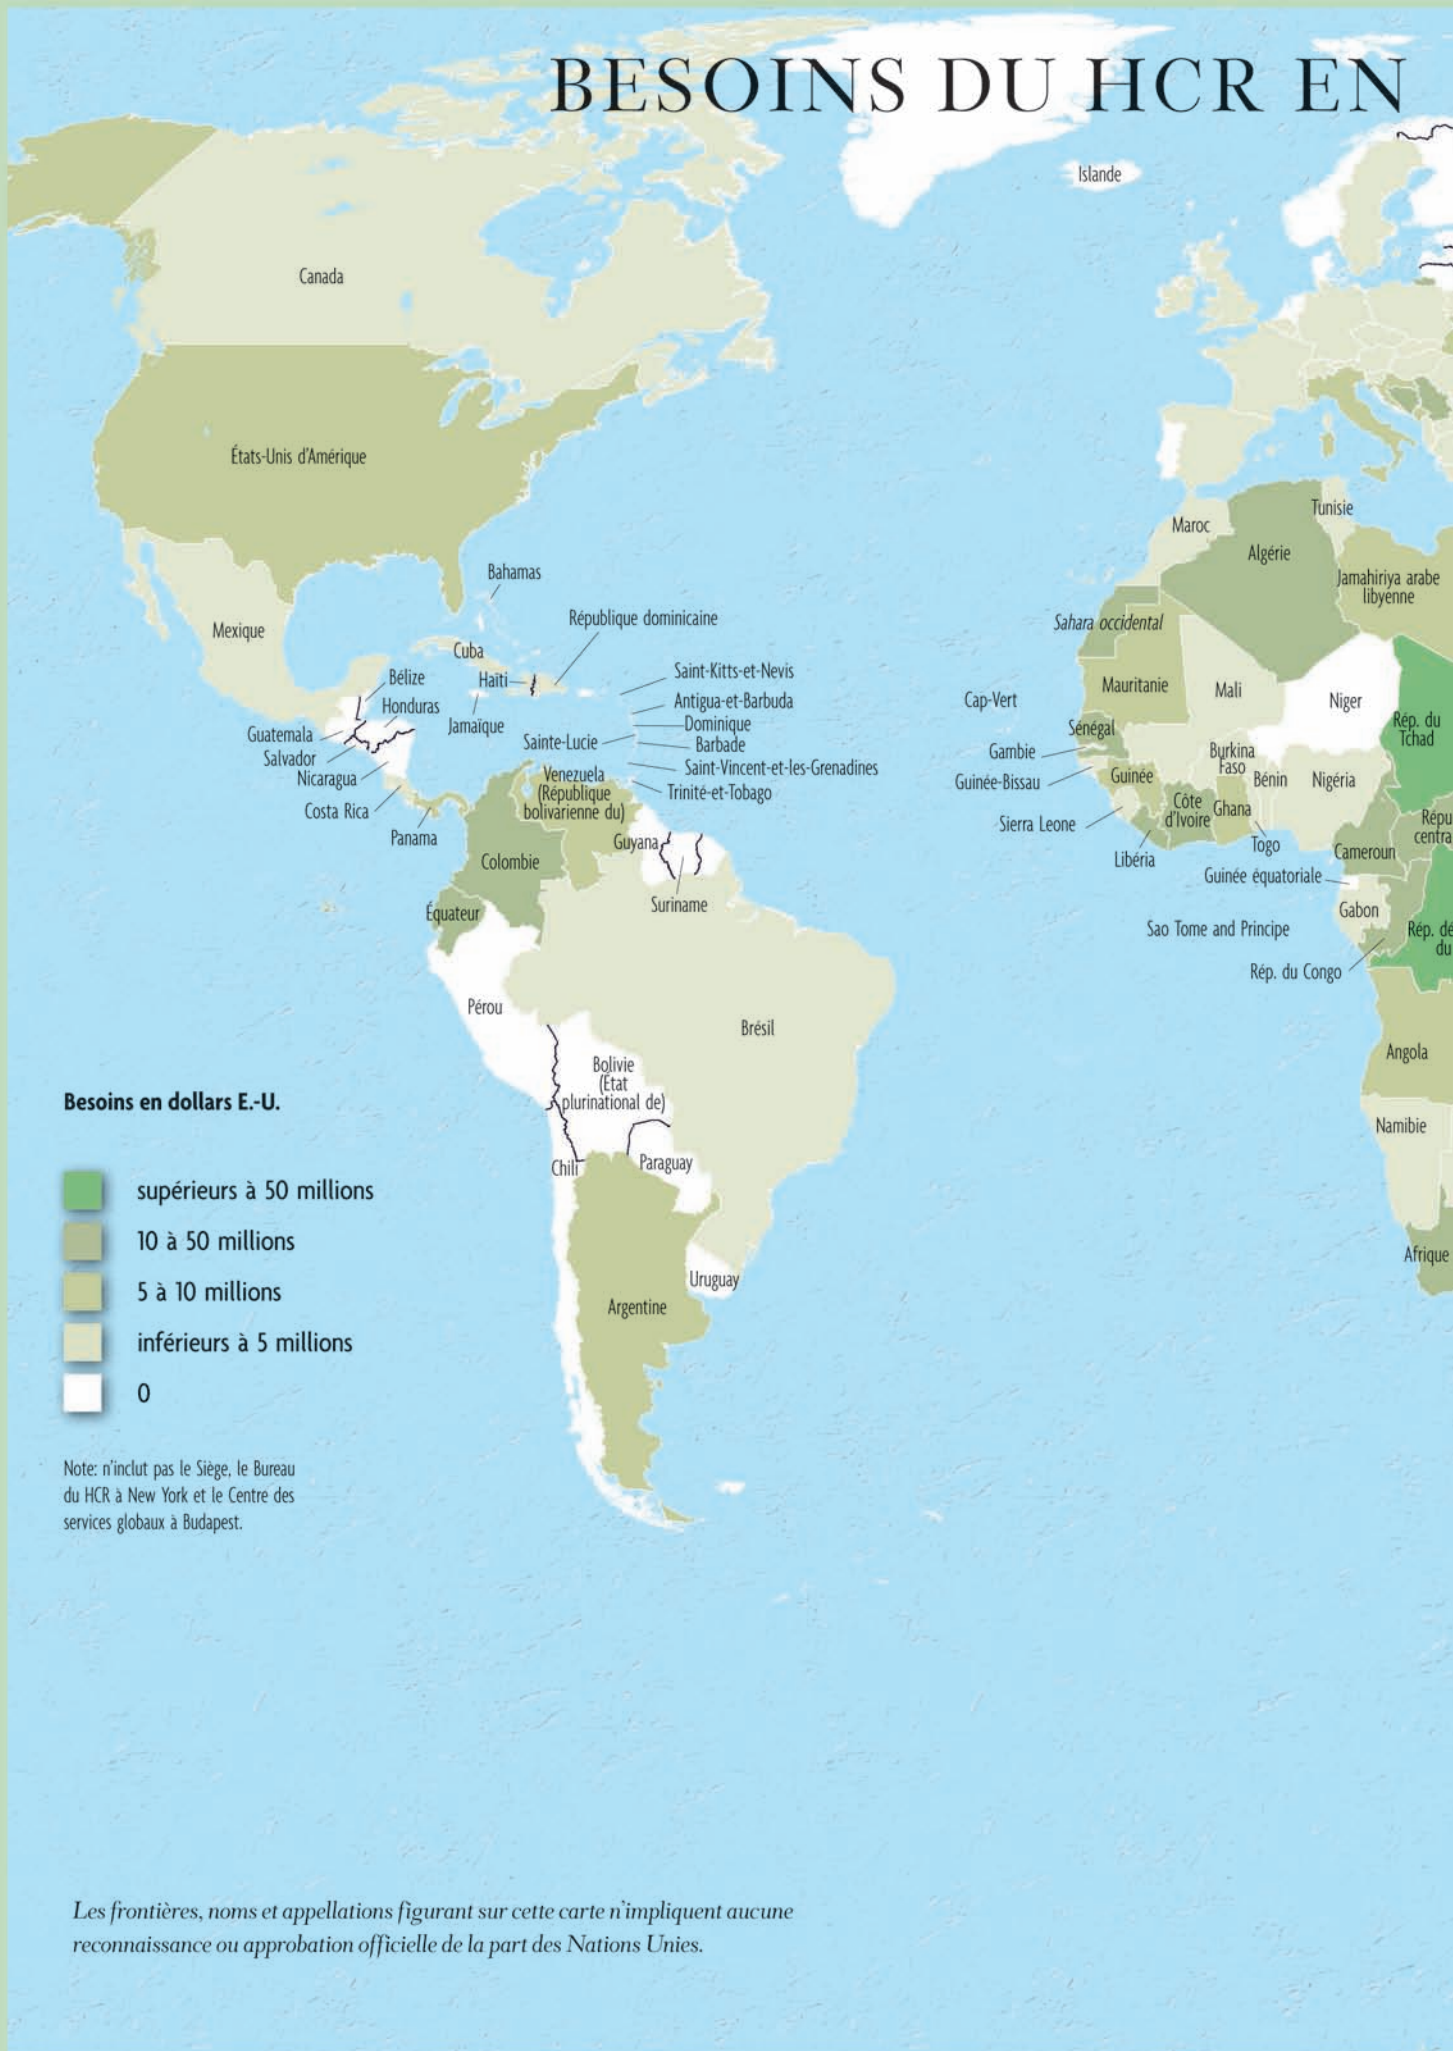 BESOINS DU HCR EN
Islande
Canada
États-Unis d'Amérique
Mexique
Bahamas
République dominicaine
Cuba
Haïti
Jamaïque
Bélize
Honduras
Guatemala
Salvador
Nicaragua
Costa Rica
Panama
Saint-Kitts-et-Nevis
Antigua-et-Barbuda
Dominique
Sainte-Lucie
Barbade
Saint-Vincent-et-les-Grenadines
Trinité-et-Tobago
Venezuela
(République
bolivarienne du)
Guyana
Suriname
Colombie
Équateur
Pérou
Brésil
Bolivie
(État
plurinational de)
Chili
Paraguay
Uruguay
Argentine
Maroc
Algérie
Tunisie
Jamahiriya arabe
libyenne
Sahara occidental
Mauritanie
Mali
Niger
Rép. du
Tchad
Cap-Vert
Sénégal
Gambie
Guinée-Bissau
Guinée
Sierra Leone
Libéria
Côte
d'Ivoire
Burkina
Faso
Ghana
Bénin
Togo
Nigéria
Répu
centra
Cameroun
Guinée équatoriale
Gabon
Sao Tome and Principe
Rép. du Congo
Rép. dé
du
Angola
Namibie
Afrique
Besoins en dollars E.-U.
supérieurs à 50 millions
10 à 50 millions
5 à 10 millions
inférieurs à 5 millions
0
Note: n'inclut pas le Siège, le Bureau
du HCR à New York et le Centre des
services globaux à Budapest.
Les frontières, noms et appellations figurant sur cette carte n'impliquent aucune
reconnaissance ou approbation officielle de la part des Nations Unies.